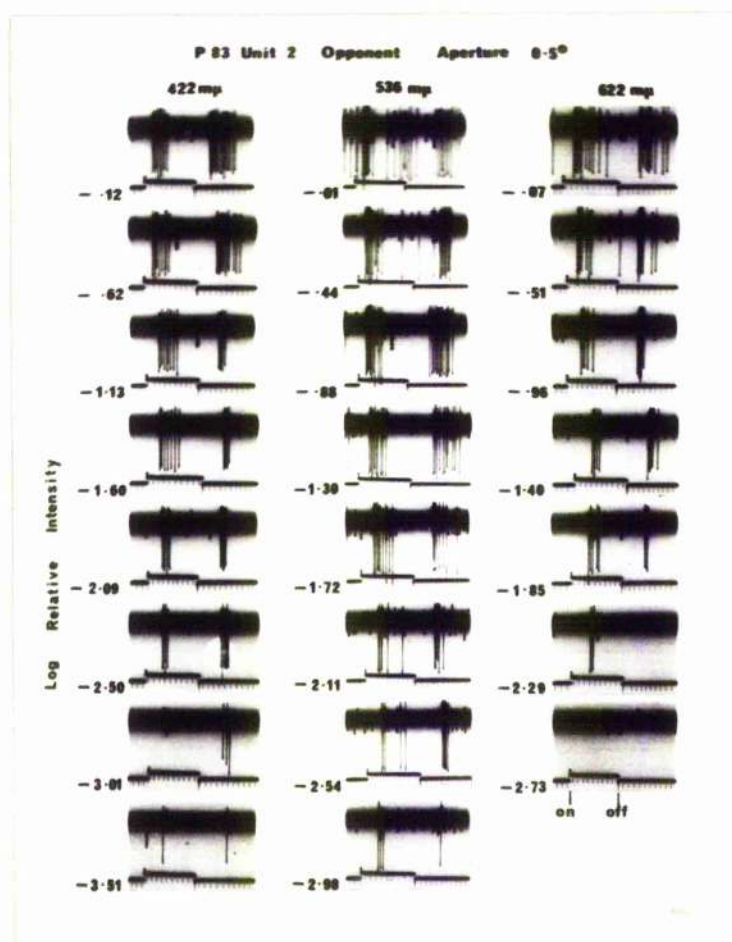 P 83 Unit 2 Opponent Aperture 0·5°
422 mμ 536 mμ 622 mμ
-·12 -·01 -·07
-·62 -·44 -·51
-1·13 -·88 -·96
-1·60 -1·30 -1·40
-2·09 -1·72 -1·85
-2·50 -2·11 -2·29
-3·01 -2·54 -2·73
on off
-3·51 -2·98
Log Relative Intensity